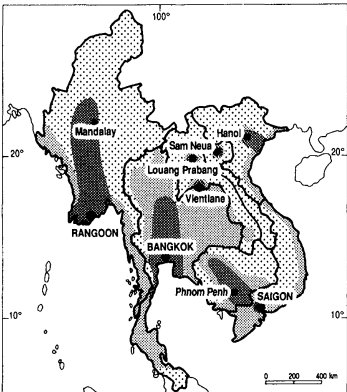 100°
10°
Mandalay
Hanoi
Sam Neua
20°
20°
Louang Prabang
Vientiane
RANGOON
BANGKOK
Phnom Penh
SAIGON
10°
10°
0 200 400 km